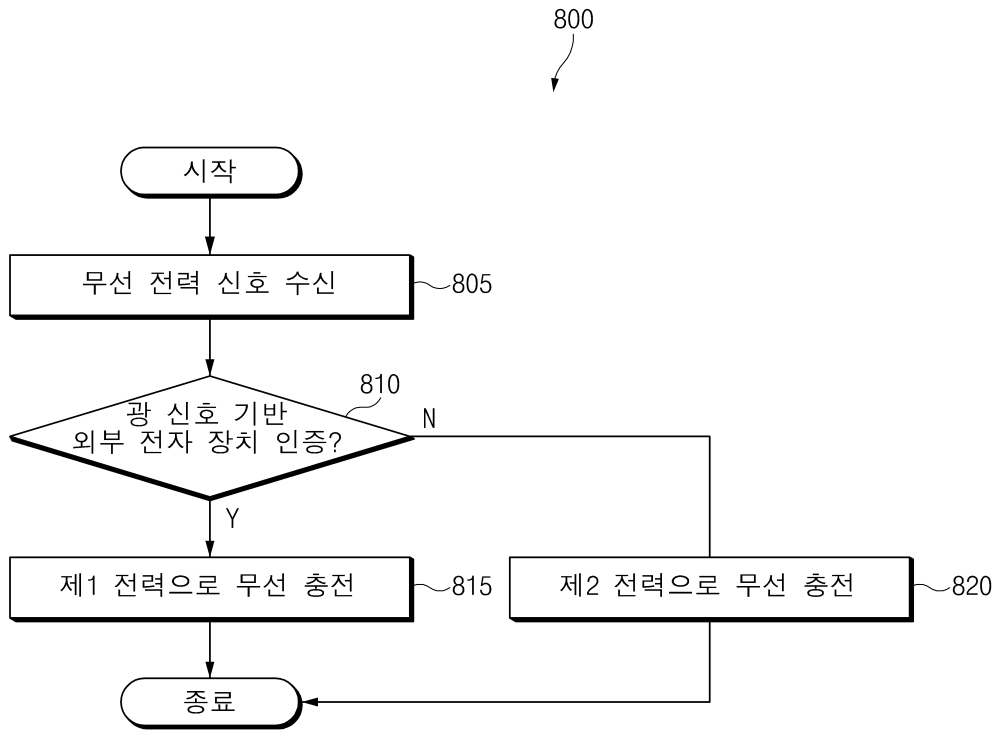 800
시작
무선 전력 신호 수신
805
810
광 신호 기반
외부 전자 장치 인증?
N
Y
제1 전력으로 무선 충전
815
제2 전력으로 무선 충전
820
종료